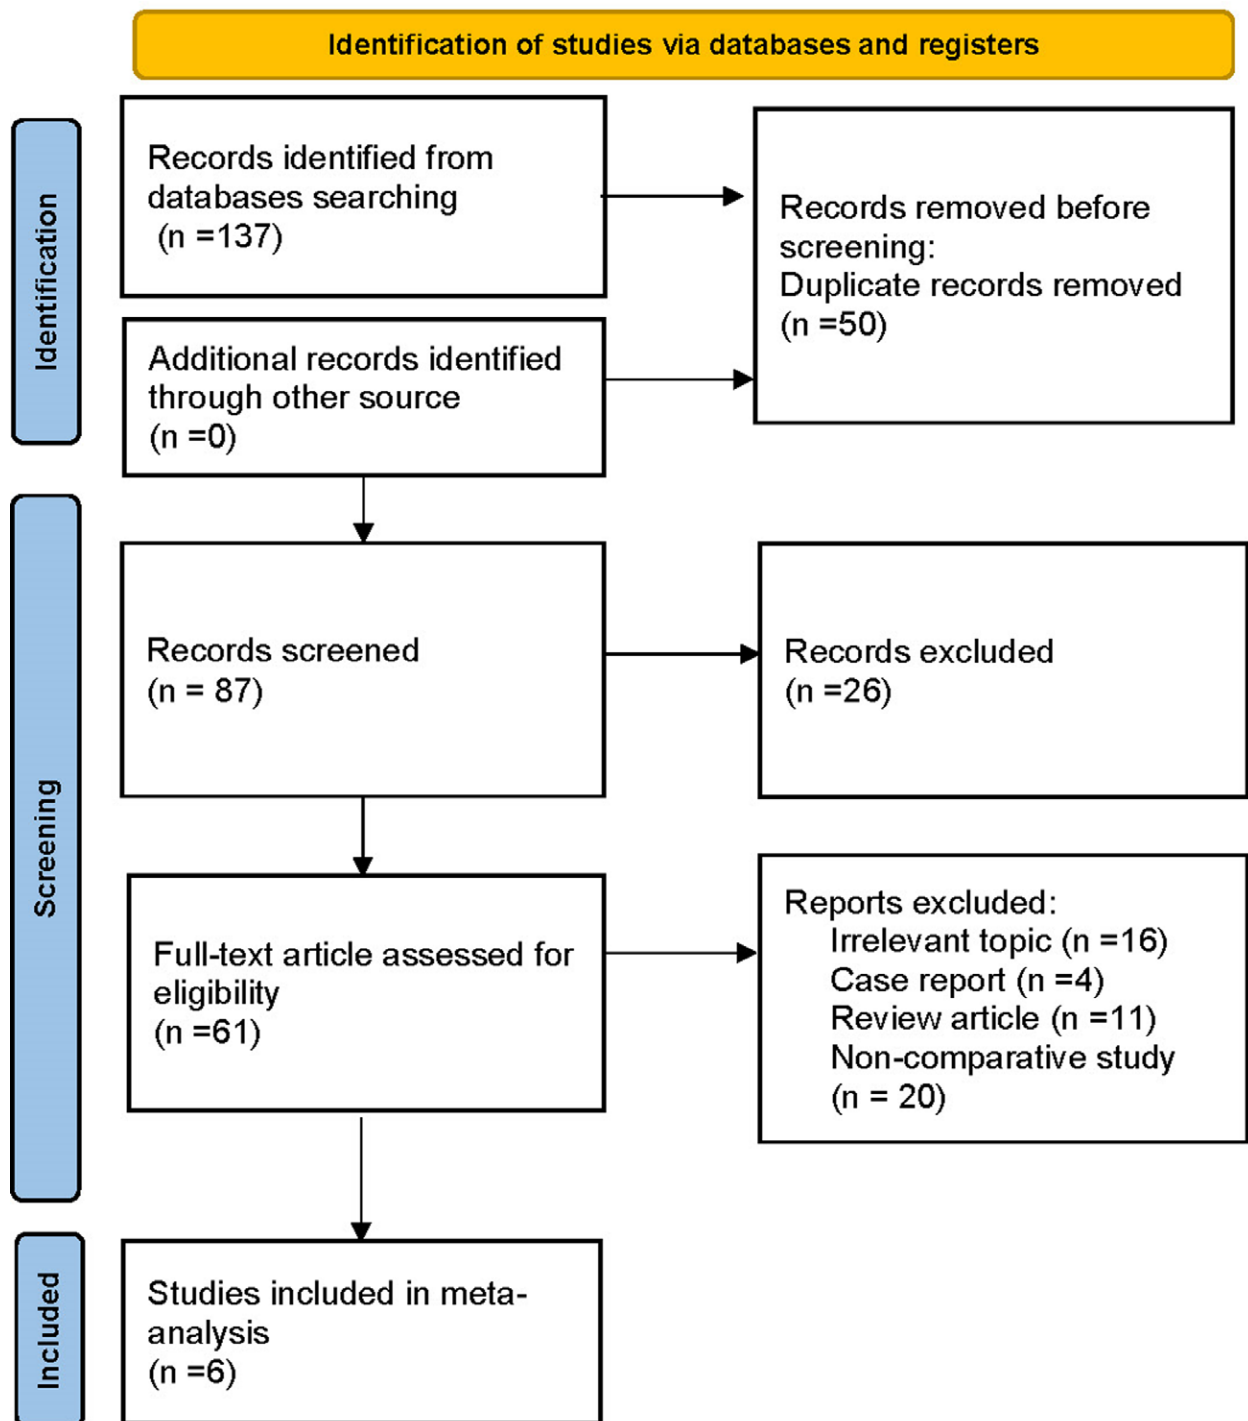 Identification of studies via databases and registers
Identification
Records identified from
databases searching
(n =137)
Records removed before
screening:
Duplicate records removed
(n =50)
Additional records identified
through other source
(n =0)
Screening
Records screened
(n = 87)
Records excluded
(n =26)
Full-text article assessed for
eligibility
(n =61)
Reports excluded:
Irrelevant topic (n =16)
Case report (n =4)
Review article (n =11)
Non-comparative study
(n = 20)
Included
Studies included in meta-
analysis
(n =6)